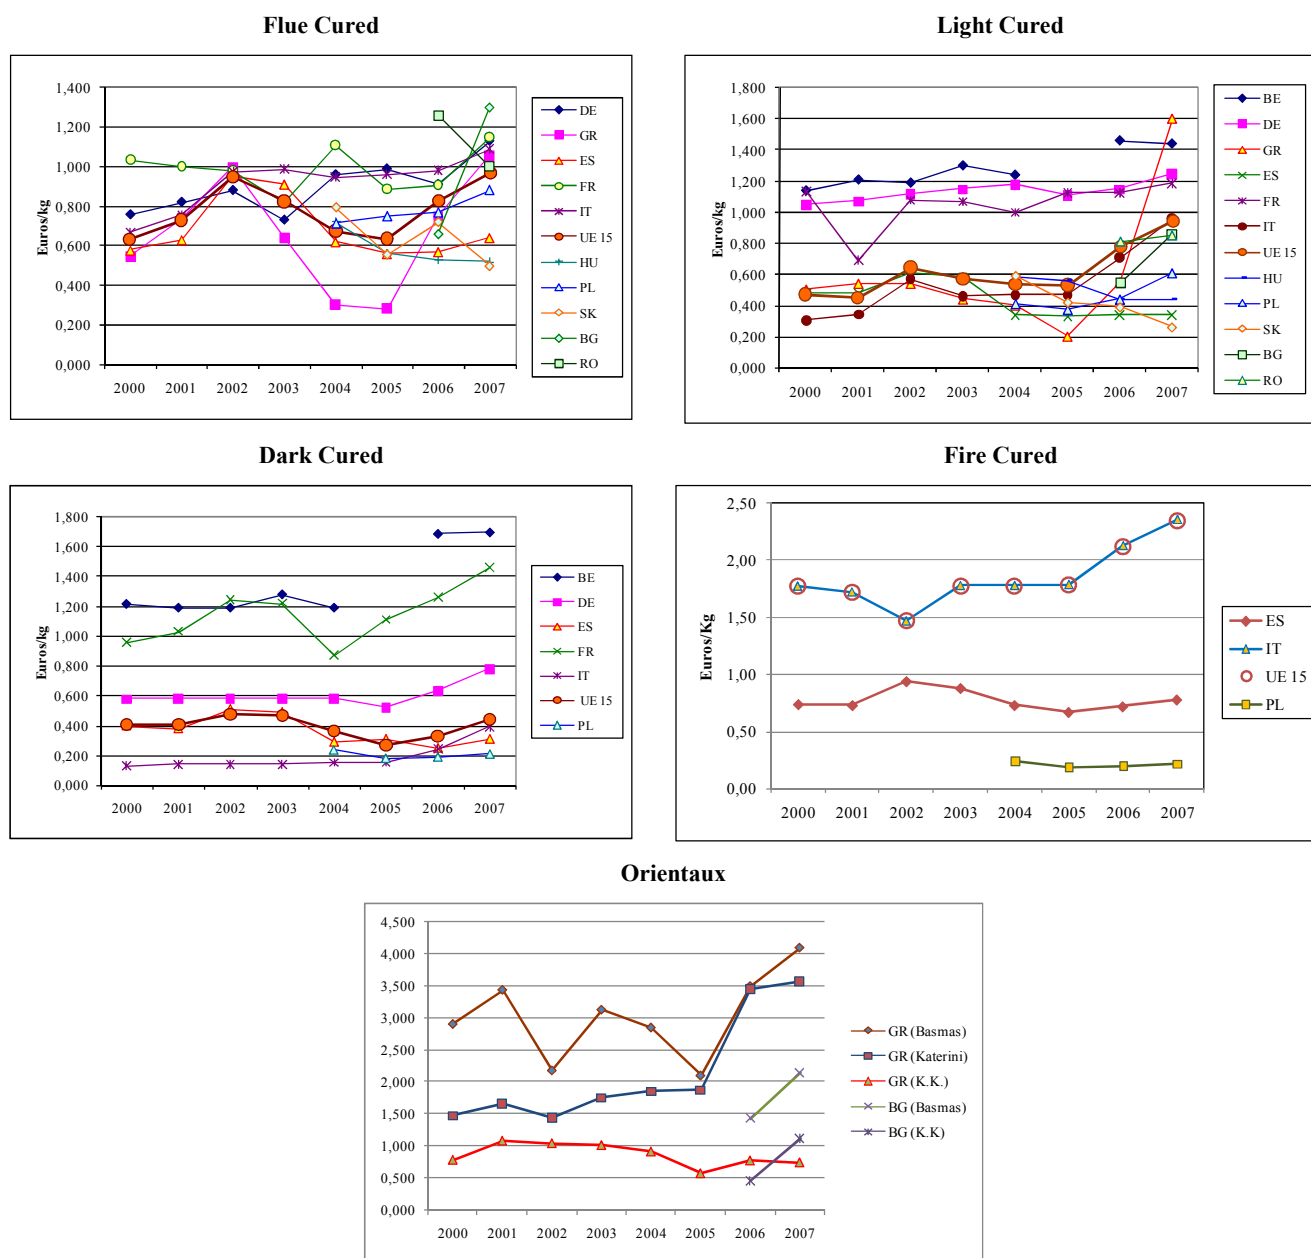 Flue Cured
Light Cured
Euros/kg
1,400
1,200
1,000
0,800
0,600
0,400
0,200
0,000
2000 2001 2002 2003 2004 2005 2006 2007
DE
GR
ES
FR
IT
UE 15
HU
PL
SK
BG
RO
Euros/kg
1,800
1,600
1,400
1,200
1,000
0,800
0,600
0,400
0,200
0,000
2000 2001 2002 2003 2004 2005 2006 2007
BE
DE
GR
ES
FR
IT
UE 15
HU
PL
SK
BG
RO
Dark Cured
Fire Cured
Euros/kg
1,800
1,600
1,400
1,200
1,000
0,800
0,600
0,400
0,200
0,000
2000 2001 2002 2003 2004 2005 2006 2007
BE
DE
ES
FR
IT
UE 15
PL
Euros/Kg
2,50
2,00
1,50
1,00
0,50
0,00
2000 2001 2002 2003 2004 2005 2006 2007
ES
IT
UE 15
PL
Orientaux
4,500
4,000
3,500
3,000
2,500
2,000
1,500
1,000
0,500
0,000
2000 2001 2002 2003 2004 2005 2006 2007
GR (Basmas)
GR (Katerini)
GR (K.K.)
BG (Basmas)
BG (K.K)